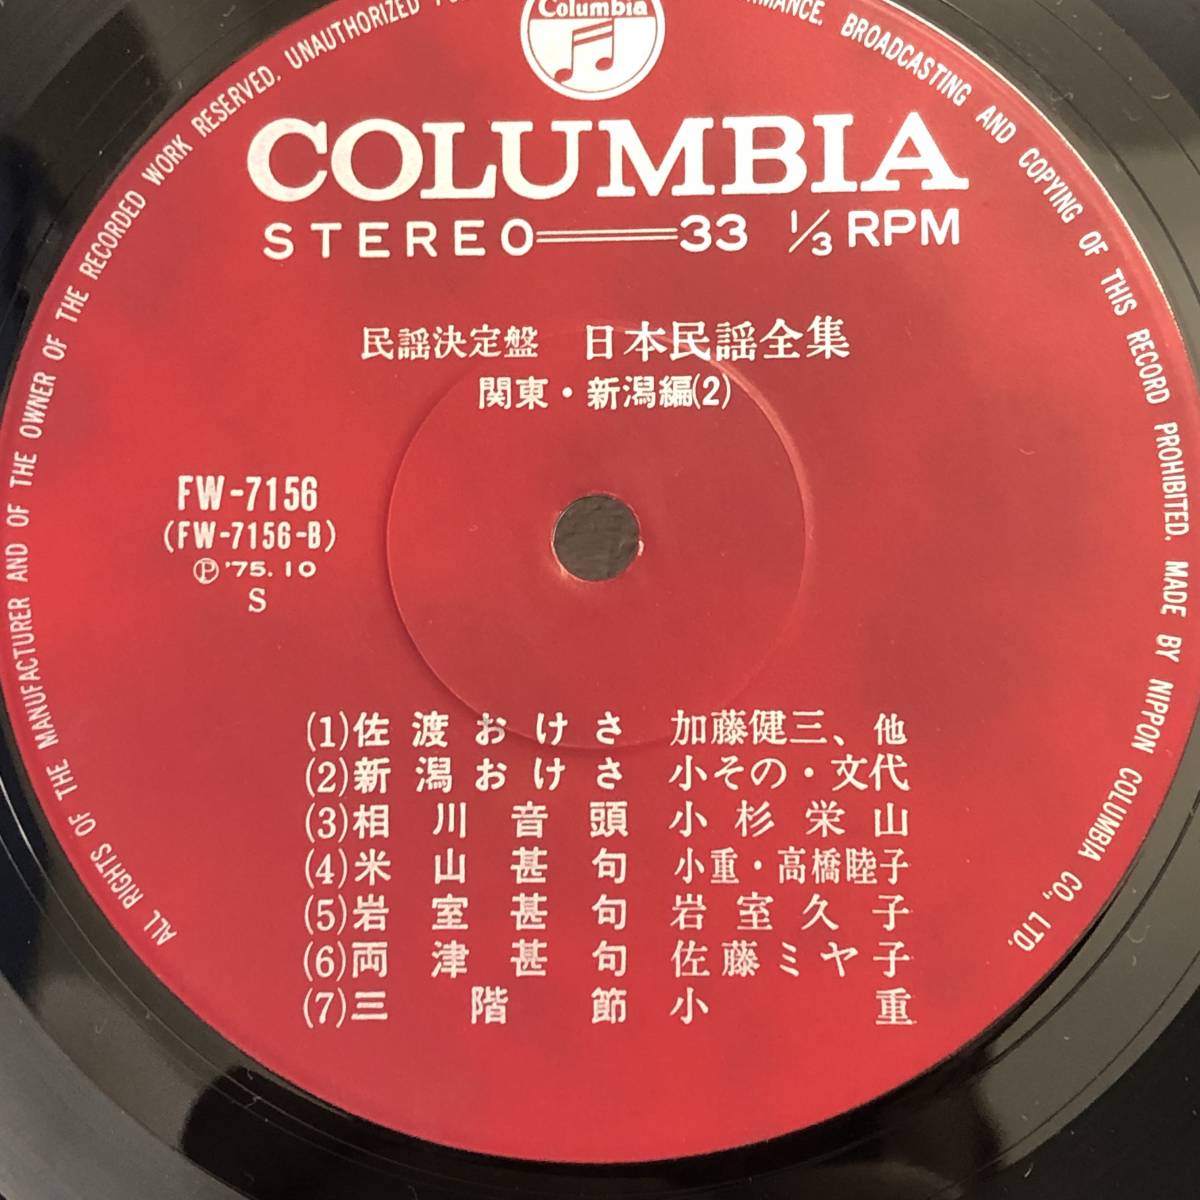 Columbia
COLUMBIA
STEREO 33 1/3 RPM
民謡決定盤 日本民謡全集
関東・新潟編(2)
FW-7156
(FW-7156-B)
Ⓟ '75. 10
S
(1)佐渡おけさ 加藤健三、他
(2)新潟おけさ 小その・文代
(3)相川音頭 小杉栄山
(4)米山甚句 小重・高橋睦子
(5)岩室甚句 岩室久子
(6)両津甚句 佐藤ミヤ子
(7)三階節 小重
ALL RIGHTS OF THE MANUFACTURER AND OF THE OWNER OF THE RECORDED WORK RESERVED. UNAUTHORIZED BROADCASTING AND COPYING OF THIS RECORD PROHIBITED. MADE BY NIPPON COLUMBIA CO., LTD.